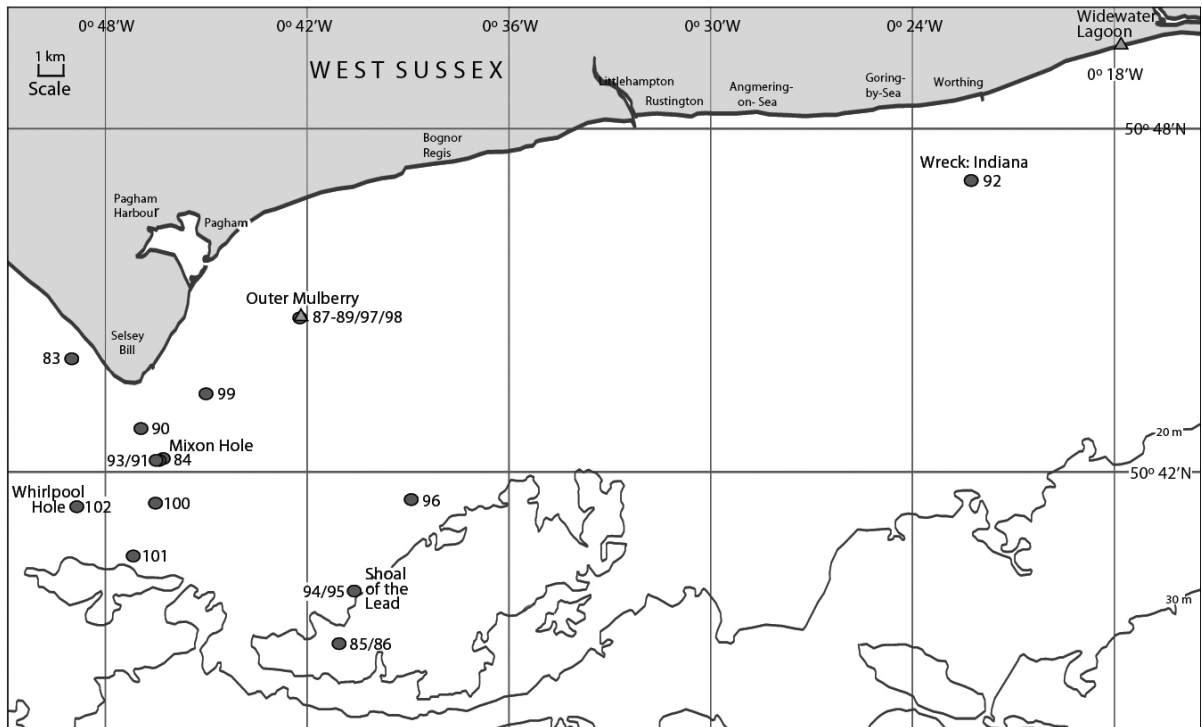 0º 48'W
0º 42'W
0º 36'W
0º 30'W
0º 24'W
Widewater
Lagoon
1 km
Scale
WEST SUSSEX
0º 18'W
Littlehampton
Rustington
Angmering-
on- Sea
Goring-
by-Sea
Worthing
50º 48'N
Bognor
Regis
Wreck: Indiana
92
Pagham
Harbour
Pagham
Outer Mulberry
87-89/97/98
Selsey
Bill
83
99
90
Mixon Hole
93/91
84
20 m
50º 42'N
Whirlpool
Hole
102
100
96
101
94/95
Shoal
of the
Lead
30 m
85/86